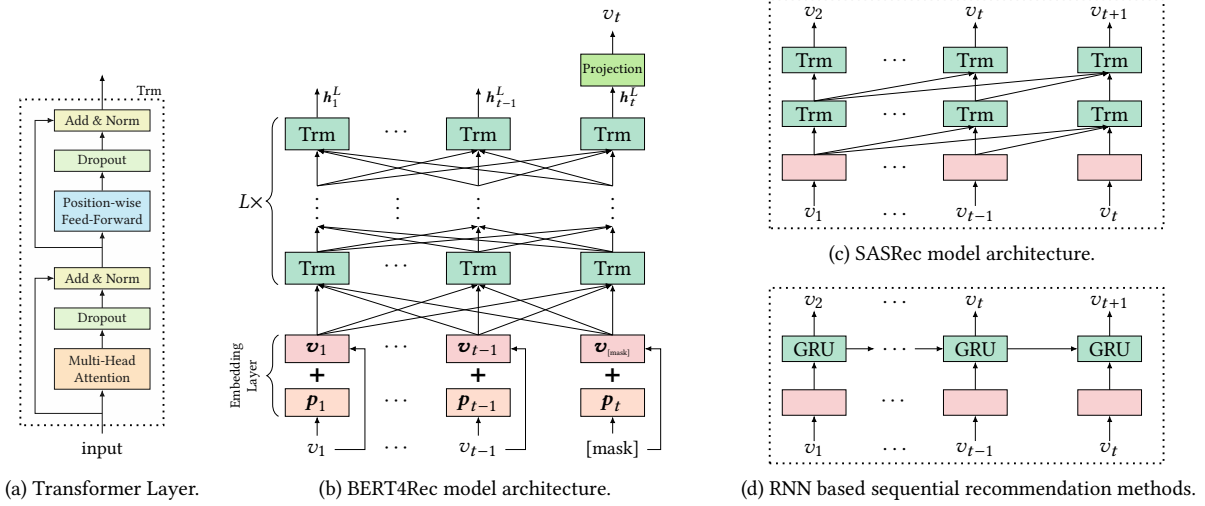 Trm
Add & Norm
Dropout
Position-wise
Feed-Forward
Add & Norm
Dropout
Multi-Head
Attention
input
(a) Transformer Layer.
v_t
Projection
h_1^L h_{t-1}^L h_t^L
Trm ... Trm Trm
L×
Trm ... Trm Trm
Embedding
Layer
v_1 ... v_{t-1} v_{[mask]}
+ + +
p_1 ... p_{t-1} p_t
v_1 ... v_{t-1} [mask]
(b) BERT4Rec model architecture.
v_2 ... v_t v_{t+1}
Trm ... Trm Trm
Trm ... Trm Trm
v_1 ... v_{t-1} v_t
(c) SASRec model architecture.
v_2 ... v_t v_{t+1}
GRU ... GRU GRU
v_1 ... v_{t-1} v_t
(d) RNN based sequential recommendation methods.